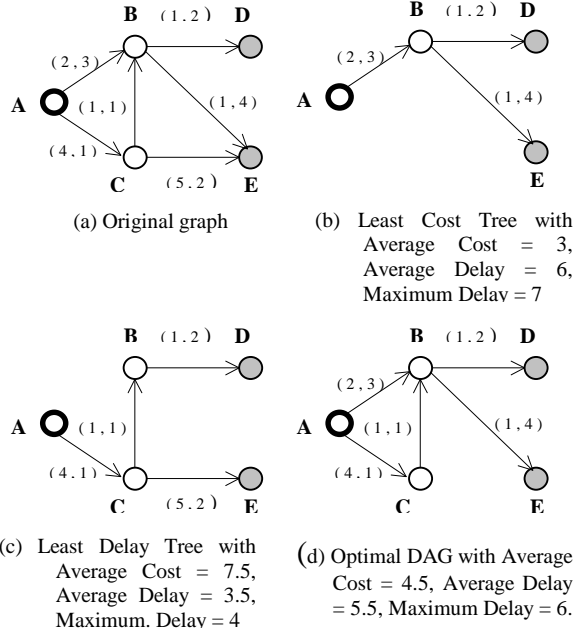 B (1,2) D
(2,3)
A (1,1) (1,4)
(4,1)
C (5,2) E
(a) Original graph
B (1,2) D
(2,3)
A (1,4)
E
(b) Least Cost Tree with
Average Cost = 3,
Average Delay = 6,
Maximum Delay = 7
B (1,2) D
A (1,1)
(4,1)
C (5,2) E
(c) Least Delay Tree with
Average Cost = 7.5,
Average Delay = 3.5,
Maximum. Delay = 4
B (1,2) D
(2,3)
A (1,1) (1,4)
(4,1)
C E
(d) Optimal DAG with Average
Cost = 4.5, Average Delay
= 5.5, Maximum Delay = 6.